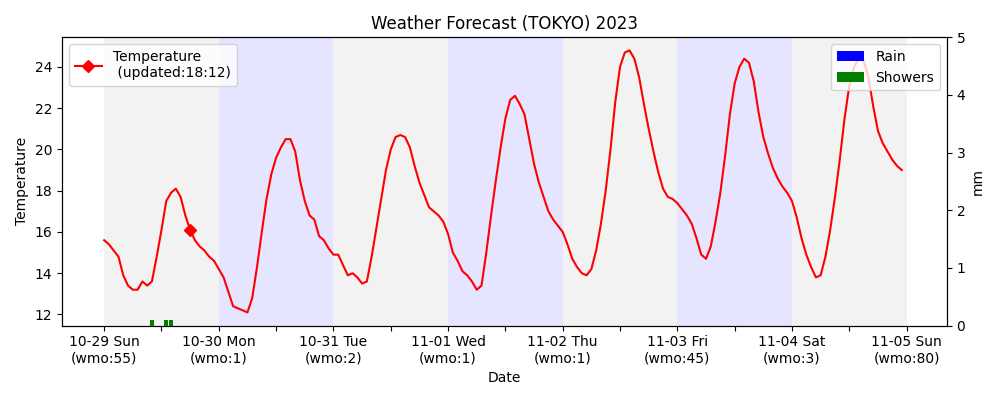 Weather Forecast (TOKYO) 2023
Temperature
(updated:18:12)
Rain
Showers
Temperature
24
22
20
18
16
14
12
5
4
3
2
1
0
mm
10-29 Sun
(wmo:55)
10-30 Mon
(wmo:1)
10-31 Tue
(wmo:2)
11-01 Wed
(wmo:1)
11-02 Thu
(wmo:1)
11-03 Fri
(wmo:45)
11-04 Sat
(wmo:3)
11-05 Sun
(wmo:80)
Date